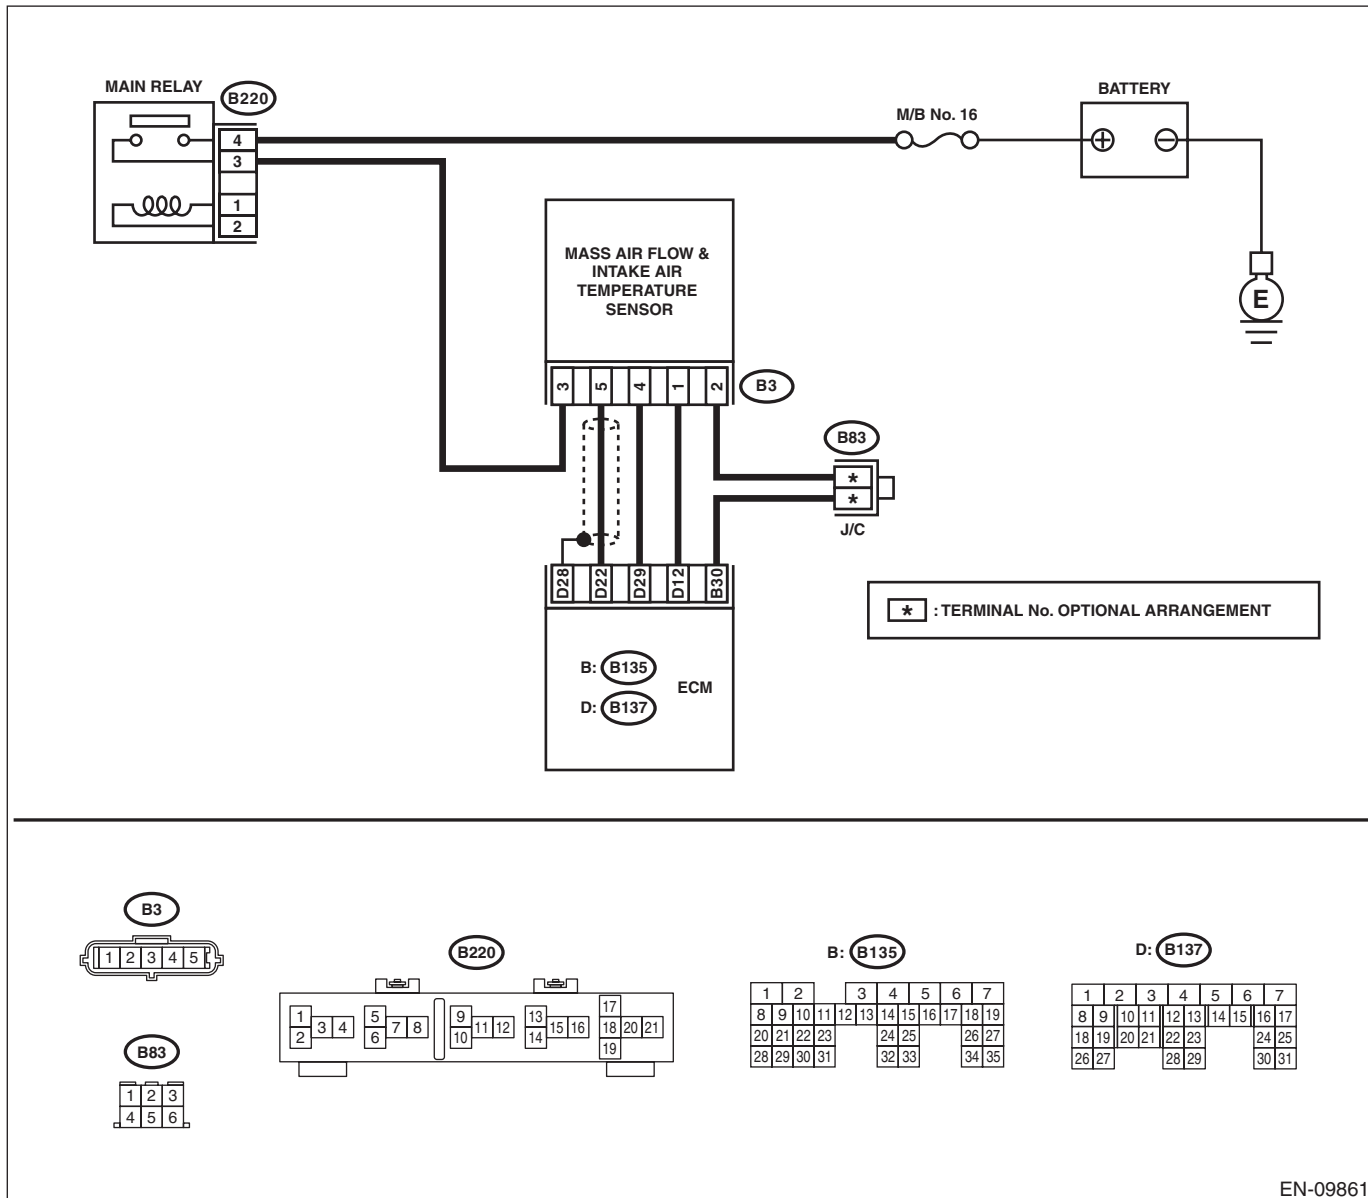 MAIN RELAY
B220
4
3
1
2
M/B No. 16
BATTERY
E
MASS AIR FLOW &
INTAKE AIR
TEMPERATURE
SENSOR
3 5 4 1 2
B3
B83
*
*
J/C
D28 D22 D29 D12 B30
* : TERMINAL No. OPTIONAL ARRANGEMENT
B: B135
ECM
D: B137
B3
1 2 3 4 5
B83
1 2 3
4 5 6
B220
1 2 3 4 5 6 7 8 9 10 11 12 13 14 15 16 17 18 19 20 21
B: B135
1 2 3 4 5 6 7
8 9 10 11 12 13 14 15 16 17 18 19
20 21 22 23 24 25 26 27
28 29 30 31 32 33 34 35
D: B137
1 2 3 4 5 6 7
8 9 10 11 12 13 14 15 16 17
18 19 20 21 22 23 24 25
26 27 28 29 30 31
EN-09861